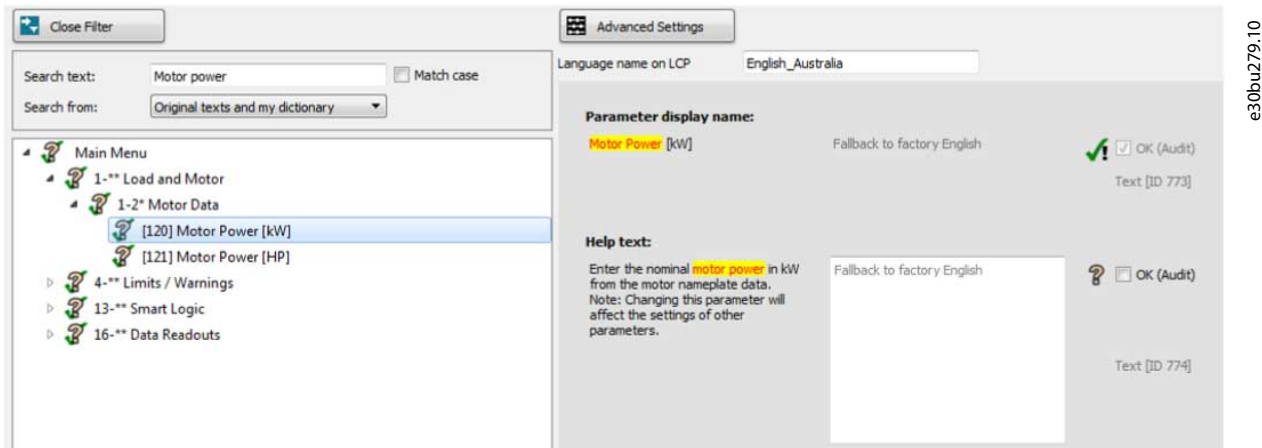 Close Filter
Search text:
Motor power
Match case
Search from:
Original texts and my dictionary
Main Menu
1-** Load and Motor
1-2* Motor Data
[120] Motor Power [kW]
[121] Motor Power [HP]
4-** Limits / Warnings
13-** Smart Logic
16-** Data Readouts
Advanced Settings
Language name on LCP
English_Australia
Parameter display name:
Motor Power [kW]
Fallback to factory English
OK (Audit)
Text [ID 773]
Help text:
Enter the nominal motor power in kW
from the motor nameplate data.
Note: Changing this parameter will
affect the settings of other
parameters.
Fallback to factory English
OK (Audit)
Text [ID 774]
e30bu279.10